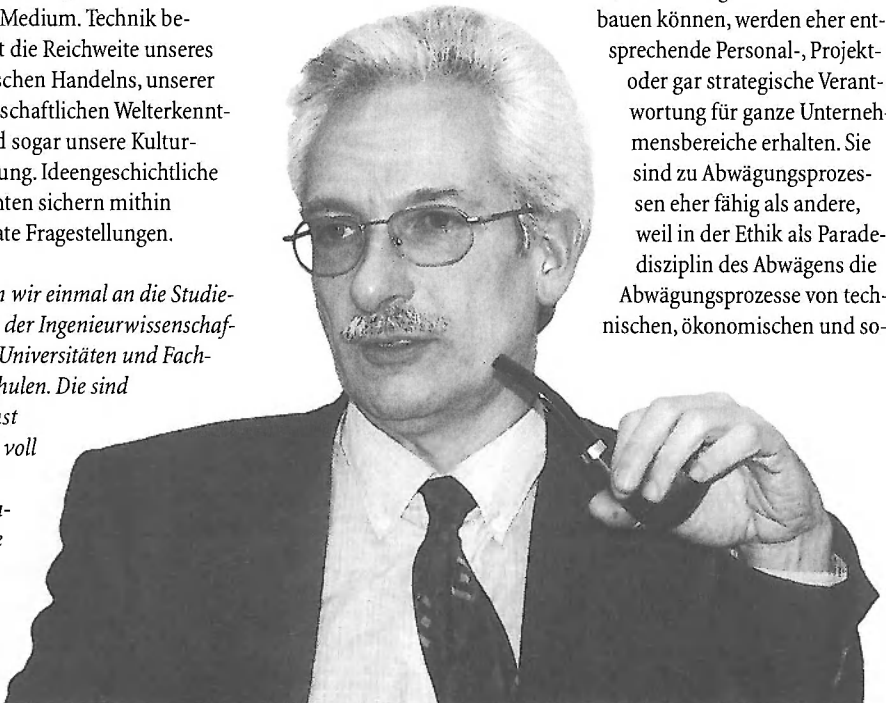 Medium. Technik be-
t die Reichweite unseres
schen Handelns, unserer
schaftlichen Welterkennt-
d sogar unsere Kultur-
ung. Ideengeschichtliche
nten sichern mithin
ate Fragestellungen.
n wir einmal an die Studie-
der Ingenieurwissenschaf-
Universitäten und Fach-
hulen. Die sind
st
voll
e
bauen können, werden eher ent-
sprechende Personal-, Projekt-
oder gar strategische Verant-
wortung für ganze Unterneh-
mensbereiche erhalten. Sie
sind zu Abwägungsprozes-
sen eher fähig als andere,
weil in der Ethik als Parade-
disziplin des Abwägens die
Abwägungsprozesse von tech-
nischen, ökonomischen und so-